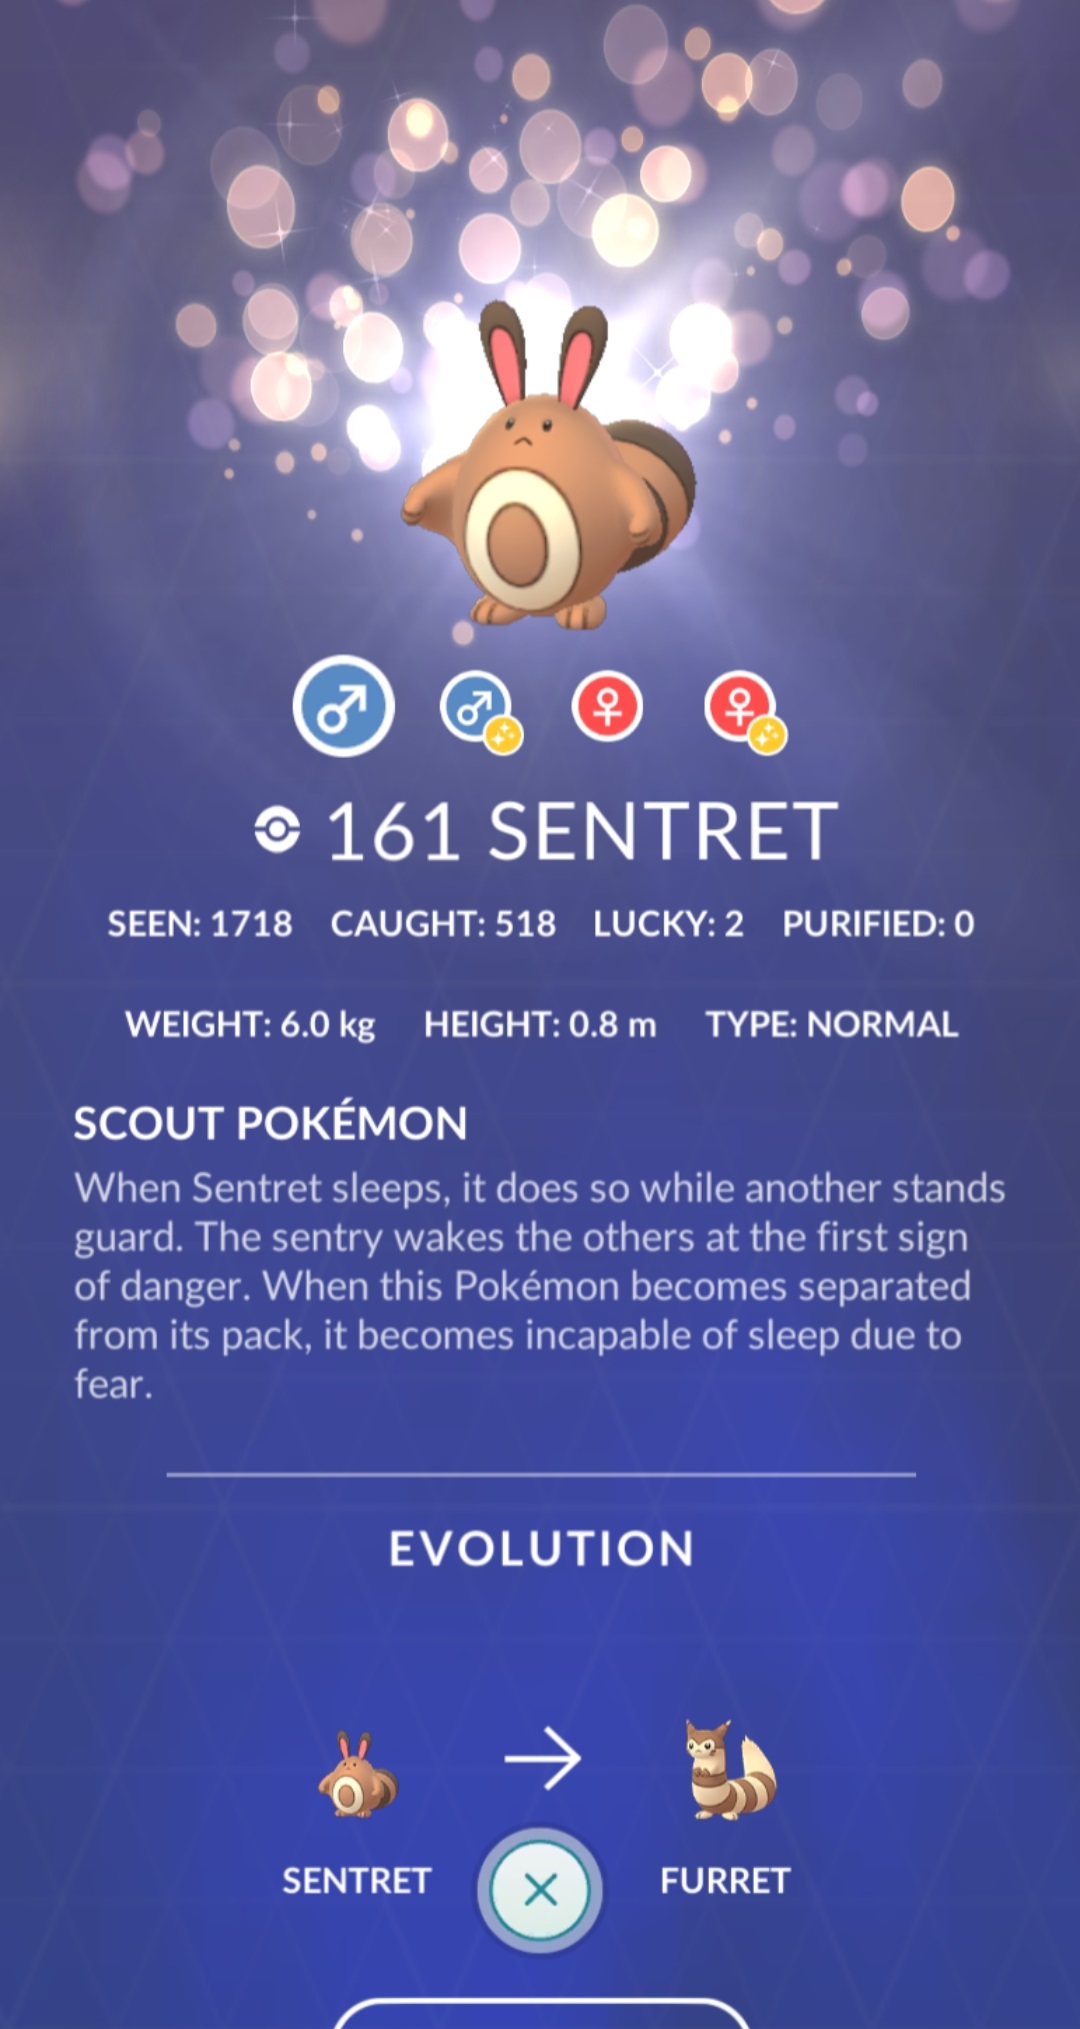 161 SENTRET
SEEN: 1718 CAUGHT: 518 LUCKY: 2 PURIFIED: 0
WEIGHT: 6.0 kg HEIGHT: 0.8 m TYPE: NORMAL
SCOUT POKÉMON
When Sentret sleeps, it does so while another stands
guard. The sentry wakes the others at the first sign
of danger. When this Pokémon becomes separated
from its pack, it becomes incapable of sleep due to
fear.
EVOLUTION
SENTRET FURRET